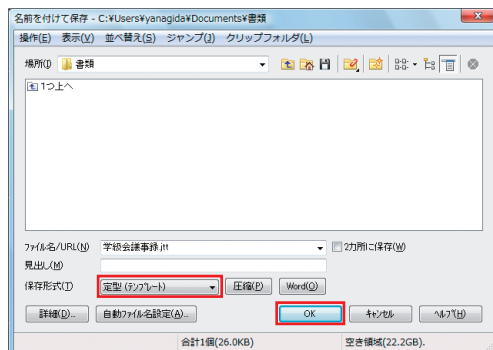 名前を付けて保存 - C:¥Users¥yanagida¥Documents¥書類
操作(E) 表示(V) 並べ替え(S) ジャンプ(J) クリップフォルダ(L)
場所(I) 書類
1つ上へ
ファイル名/URL(N) 学級会議事録.jtt 2カ所に保存(W)
見出し(M)
保存形式(T) 定型(テンプレート) 圧縮(P) Word(O)
詳細(D)... 自動ファイル名設定(A)... OK キャンセル ヘルプ(H)
合計1個(26.0KB) 空き領域(22.2GB).